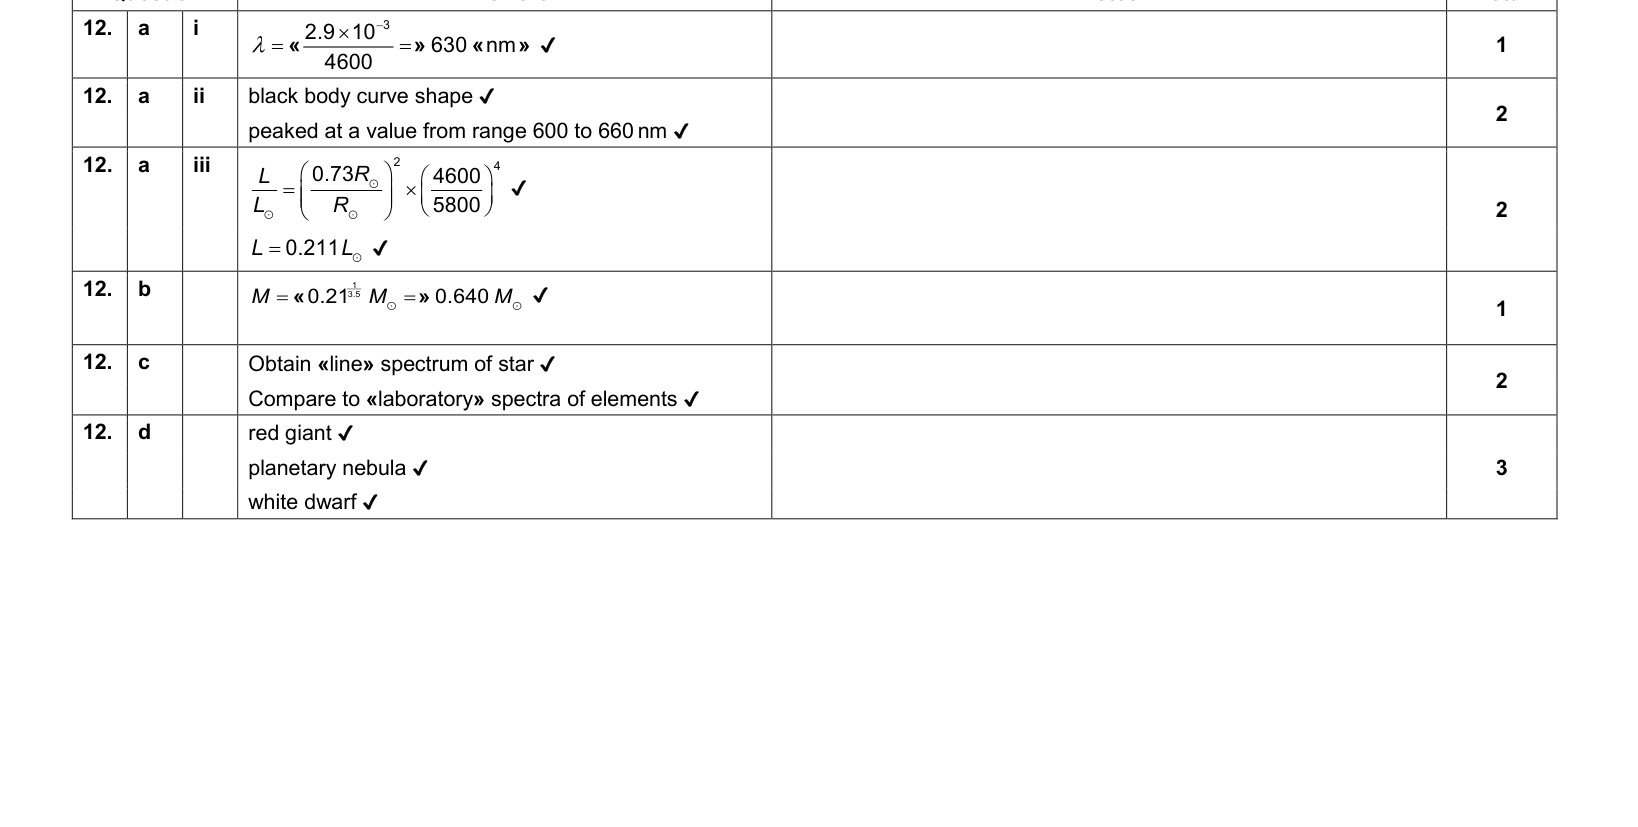 12. a i λ = «2.9×10⁻³/4600 =» 630 «nm» ✓ 1
12. a ii black body curve shape ✓ 2
peaked at a value from range 600 to 660 nm ✓
12. a iii L/L☉ = (0.73R☉/R☉)² × (4600/5800)⁴ ✓ 2
L = 0.211L☉ ✓
12. b M = «0.21^(1/3.5) M☉ =» 0.640 M☉ ✓ 1
12. c Obtain «line» spectrum of star ✓ 2
Compare to «laboratory» spectra of elements ✓
12. d red giant ✓ 3
planetary nebula ✓
white dwarf ✓